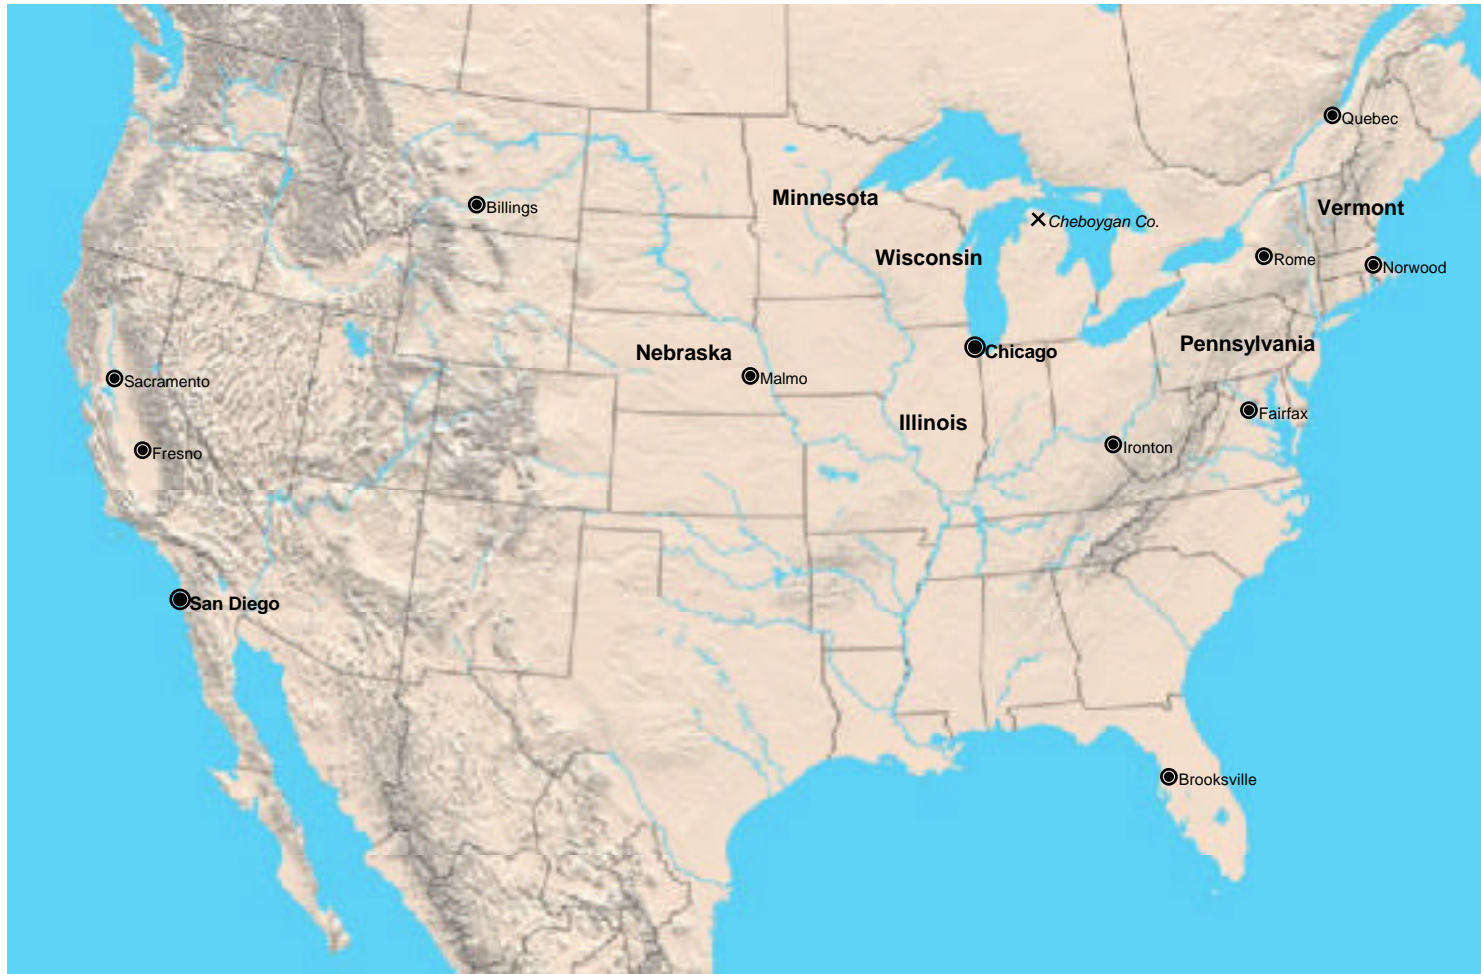 Quebec
Minnesota
Billings
Vermont
Cheboygan Co.
Wisconsin
Rome
Norwood
Nebraska
Chicago
Pennsylvania
Sacramento
Malmo
Fairfax
Illinois
Fresno
Ironton
San Diego
Brooksville